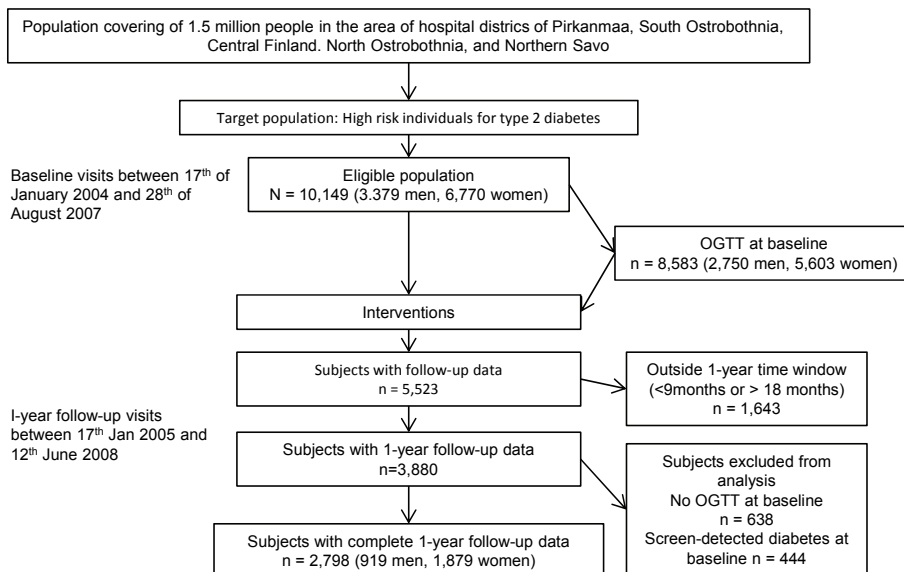 Population covering of 1.5 million people in the area of hospital districs of Pirkanmaa, South Ostrobothnia,
Central Finland. North Ostrobothnia, and Northern Savo
Target population: High risk individuals for type 2 diabetes
Baseline visits between 17th of
January 2004 and 28th of
August 2007
Eligible population
N = 10,149 (3.379 men, 6,770 women)
OGTT at baseline
n = 8,583 (2,750 men, 5,603 women)
Interventions
Subjects with follow-up data
n = 5,523
Outside 1-year time window
(<9months or > 18 months)
n = 1,643
I-year follow-up visits
between 17th Jan 2005 and
12th June 2008
Subjects with 1-year follow-up data
n=3,880
Subjects excluded from
analysis
No OGTT at baseline
n = 638
Screen-detected diabetes at
baseline n = 444
Subjects with complete 1-year follow-up data
n = 2,798 (919 men, 1,879 women)